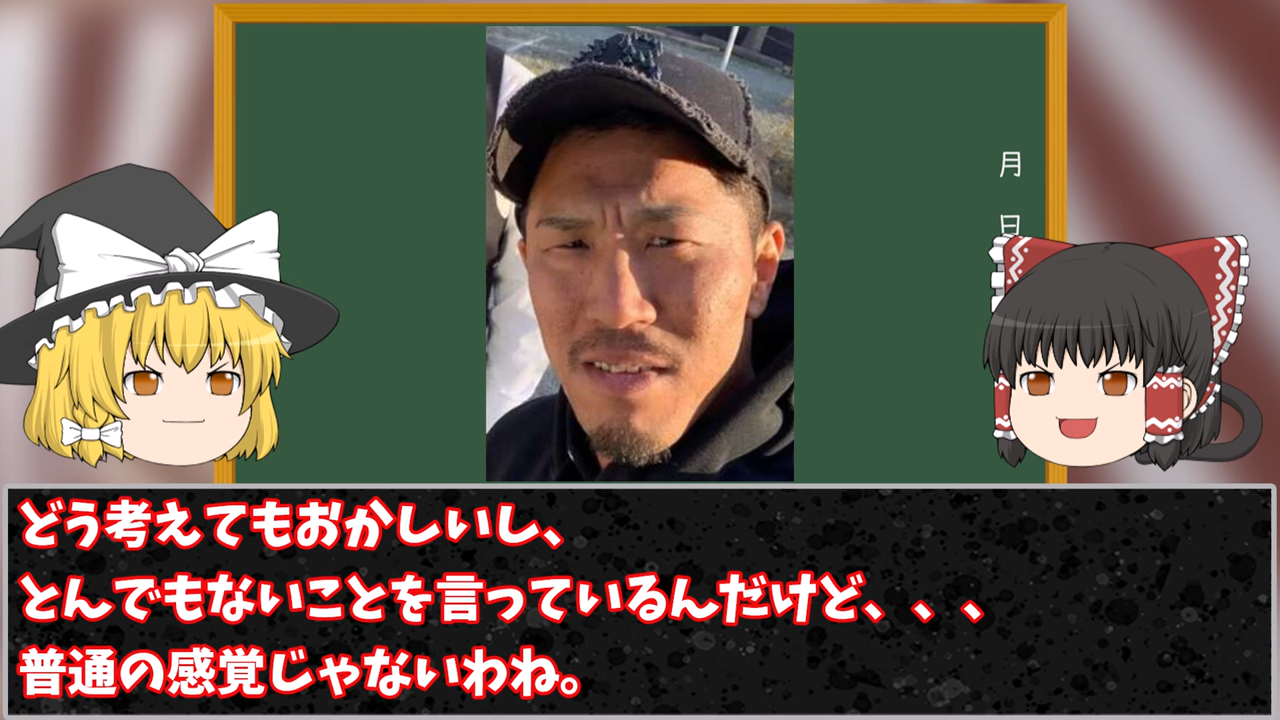 月
日
どう考えてもおかしいし、
とんでもないことを言っているんだけど、、、
普通の感覚じゃないわね。